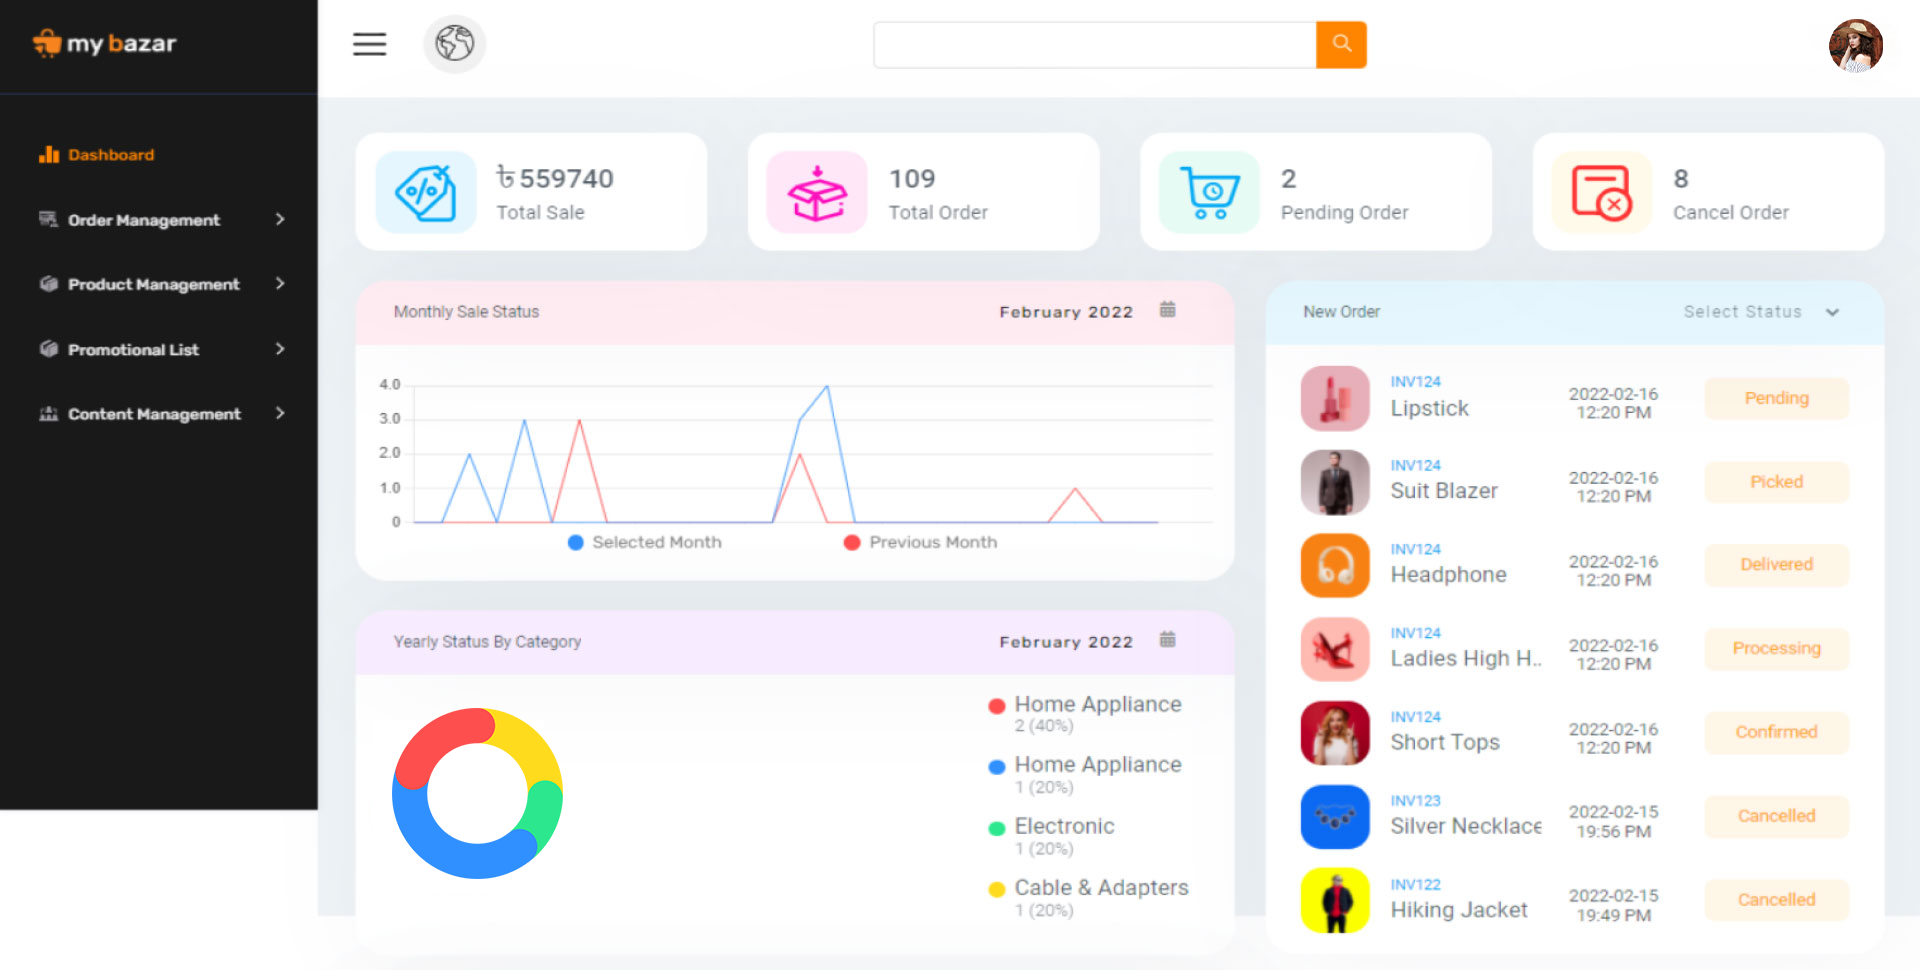 my bazar
Dashboard
Order Management
Product Management
Promotional List
Content Management
৳ 559740
Total Sale
109
Total Order
2
Pending Order
8
Cancel Order
Monthly Sale Status
February 2022
4.0
3.0
2.0
1.0
0
Selected Month
Previous Month
Yearly Status By Category
February 2022
Home Appliance
2 (40%)
Home Appliance
1 (20%)
Electronic
1 (20%)
Cable & Adapters
1 (20%)
New Order
Select Status
INV124
Lipstick
2022-02-16
12:20 PM
Pending
INV124
Suit Blazer
2022-02-16
12:20 PM
Picked
INV124
Headphone
2022-02-16
12:20 PM
Delivered
INV124
Ladies High H..
2022-02-16
12:20 PM
Processing
INV124
Short Tops
2022-02-16
12:20 PM
Confirmed
INV123
Silver Necklace
2022-02-15
19:56 PM
Cancelled
INV122
Hiking Jacket
2022-02-15
19:49 PM
Cancelled